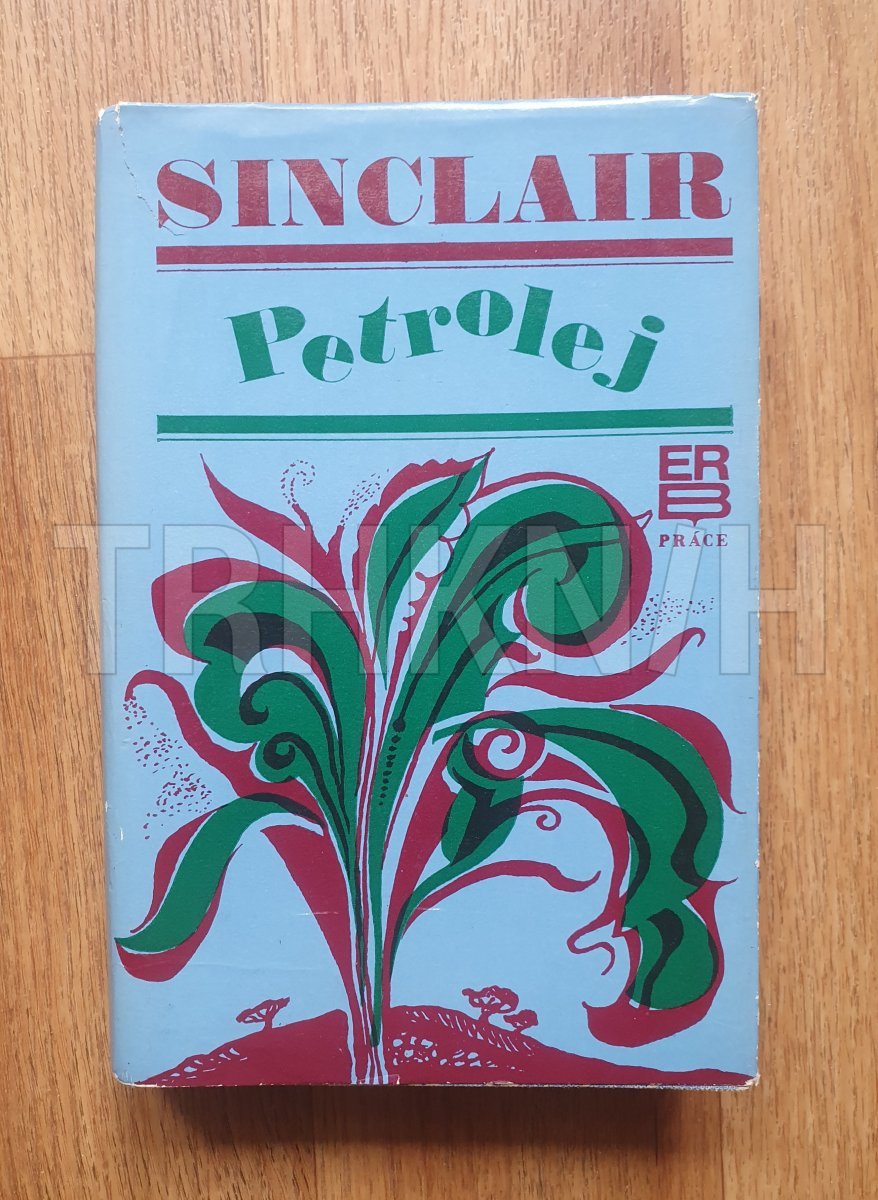 SINCLAIR
Petrolej
ER
B
PRÁCE
TRHKNIH